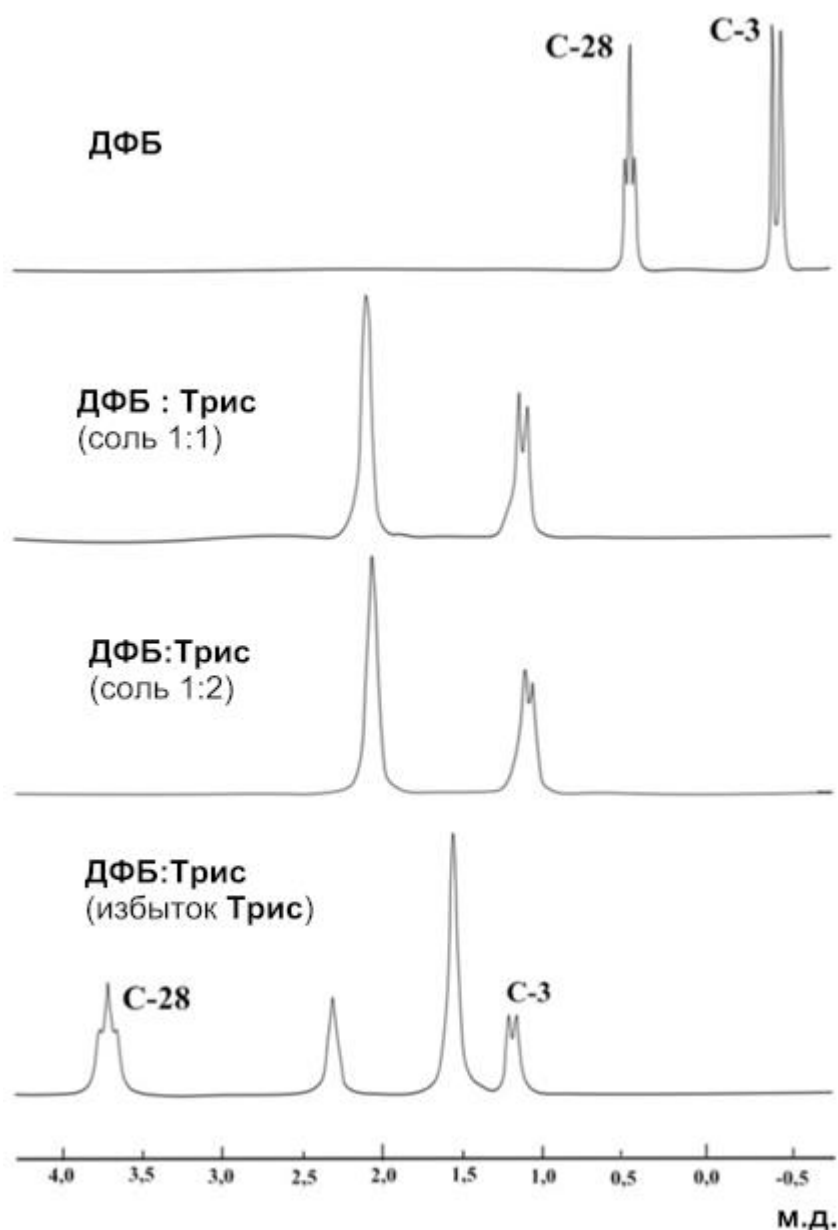 C-28
C-3
ДФБ
ДФБ : Трис
(соль 1:1)
ДФБ:Трис
(соль 1:2)
ДФБ:Трис
(избыток Трис)
C-28
C-3
4,0 3,5 3,0 2,5 2,0 1,5 1,0 0,5 0,0 -0,5
м.д.